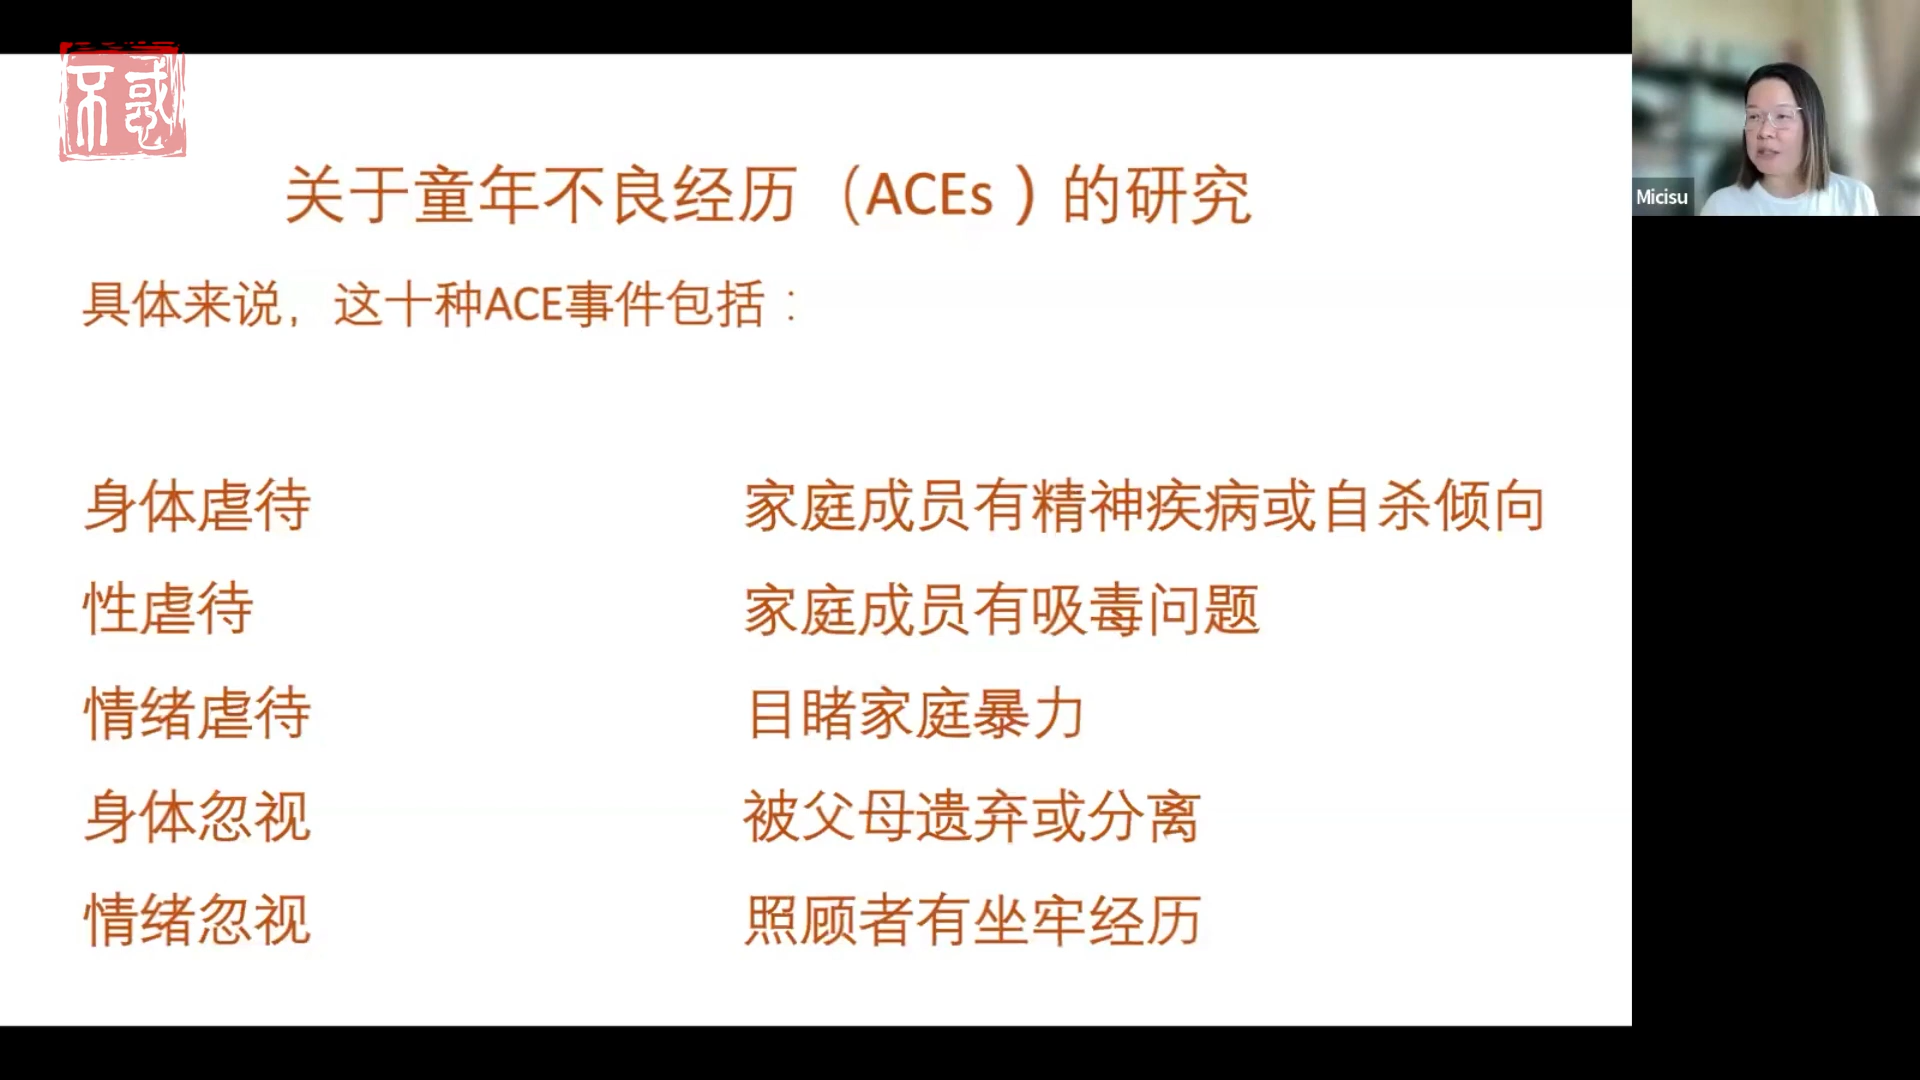 不惑
关于童年不良经历（ACEs）的研究
具体来说，这十种ACE事件包括：
身体虐待
性虐待
情绪虐待
身体忽视
情绪忽视
家庭成员有精神疾病或自杀倾向
家庭成员有吸毒问题
目睹家庭暴力
被父母遗弃或分离
照顾者有坐牢经历
Micisu